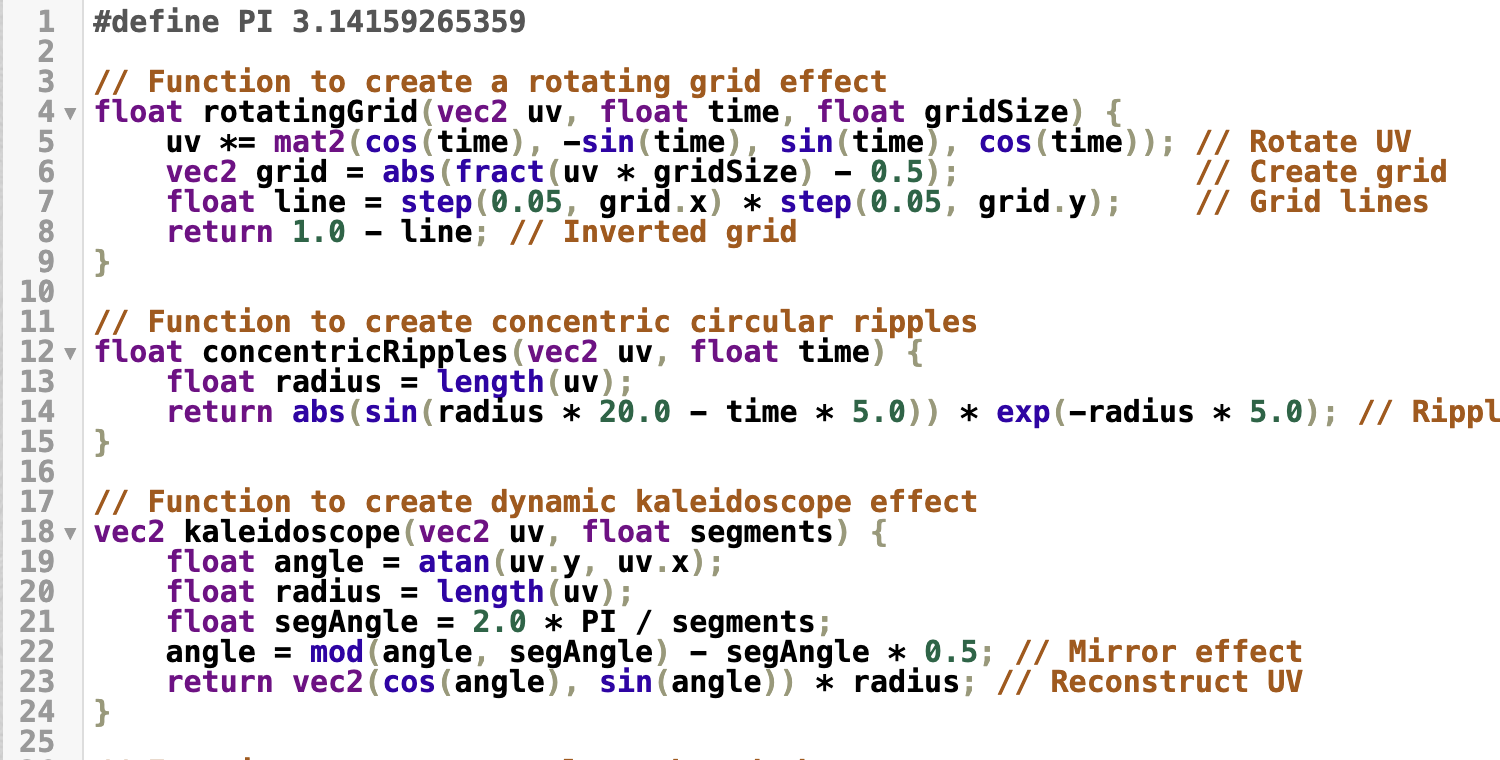 1 #define PI 3.14159265359
2
3 // Function to create a rotating grid effect
4 float rotatingGrid(vec2 uv, float time, float gridSize) {
5     uv *= mat2(cos(time), -sin(time), sin(time), cos(time)); // Rotate UV
6     vec2 grid = abs(fract(uv * gridSize) - 0.5);             // Create grid
7     float line = step(0.05, grid.x) * step(0.05, grid.y);    // Grid lines
8     return 1.0 - line; // Inverted grid
9 }
10
11 // Function to create concentric circular ripples
12 float concentricRipples(vec2 uv, float time) {
13     float radius = length(uv);
14     return abs(sin(radius * 20.0 - time * 5.0)) * exp(-radius * 5.0); // Rippl
15 }
16
17 // Function to create dynamic kaleidoscope effect
18 vec2 kaleidoscope(vec2 uv, float segments) {
19     float angle = atan(uv.y, uv.x);
20     float radius = length(uv);
21     float segAngle = 2.0 * PI / segments;
22     angle = mod(angle, segAngle) - segAngle * 0.5; // Mirror effect
23     return vec2(cos(angle), sin(angle)) * radius; // Reconstruct UV
24 }
25